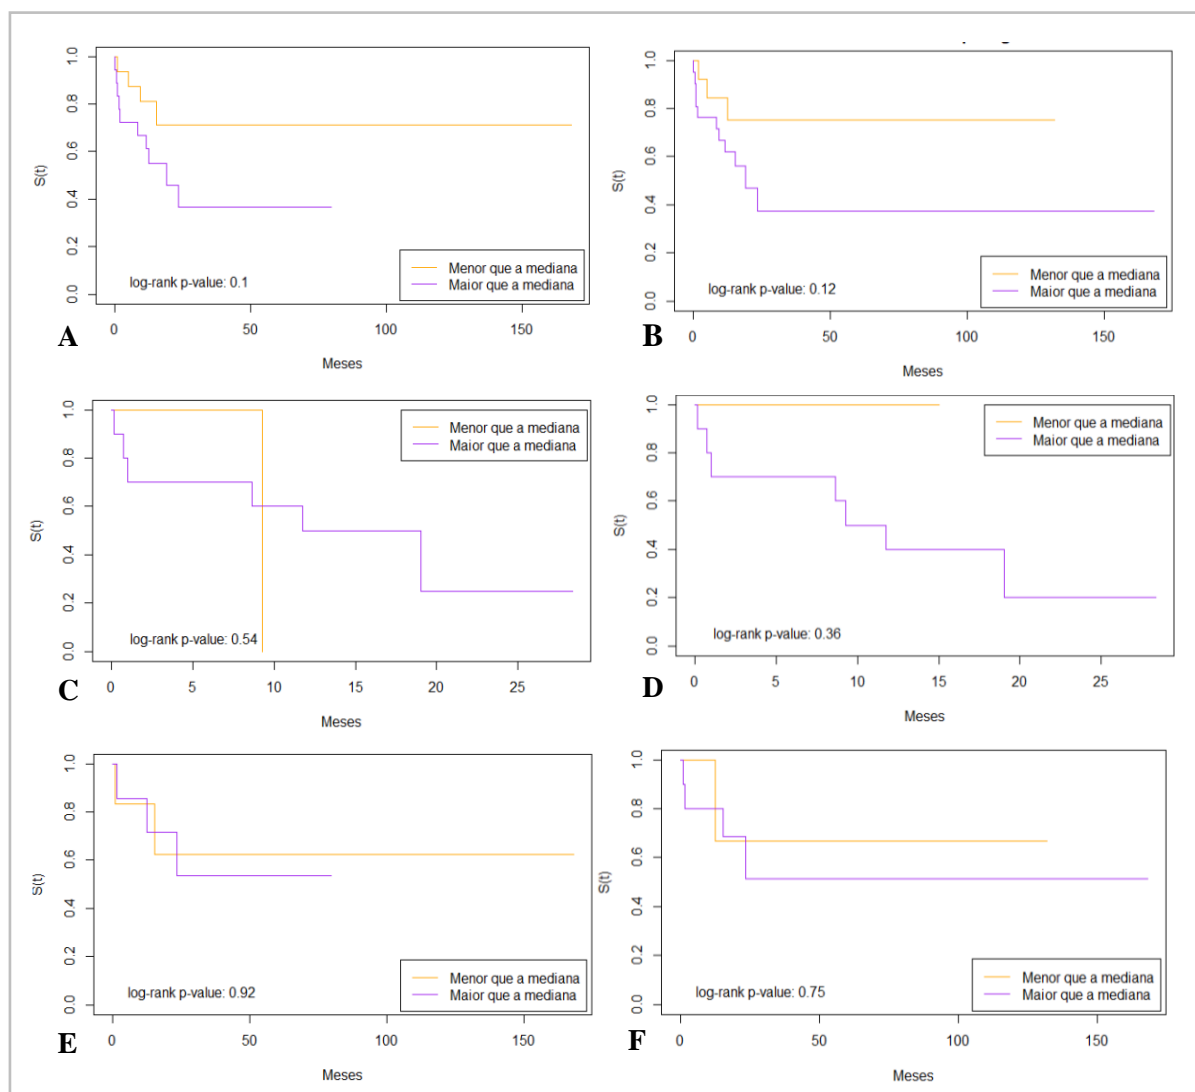 1.0
0.8
0.6
0.4
0.2
0.0
S(t)
log-rank p-value: 0.1
Menor que a mediana
Maior que a mediana
0 50 100 150
Meses
A
1.0
0.8
0.6
0.4
0.2
0.0
S(t)
log-rank p-value: 0.12
Menor que a mediana
Maior que a mediana
0 50 100 150
Meses
B
1.0
0.8
0.6
0.4
0.2
0.0
S(t)
Menor que a mediana
Maior que a mediana
log-rank p-value: 0.54
0 5 10 15 20 25
Meses
C
1.0
0.8
0.6
0.4
0.2
0.0
S(t)
Menor que a mediana
Maior que a mediana
log-rank p-value: 0.36
0 5 10 15 20 25
Meses
D
1.0
0.8
0.6
0.4
0.2
0.0
S(t)
log-rank p-value: 0.92
Menor que a mediana
Maior que a mediana
0 50 100 150
Meses
E
1.0
0.8
0.6
0.4
0.2
0.0
S(t)
log-rank p-value: 0.75
Menor que a mediana
Maior que a mediana
0 50 100 150
Meses
F